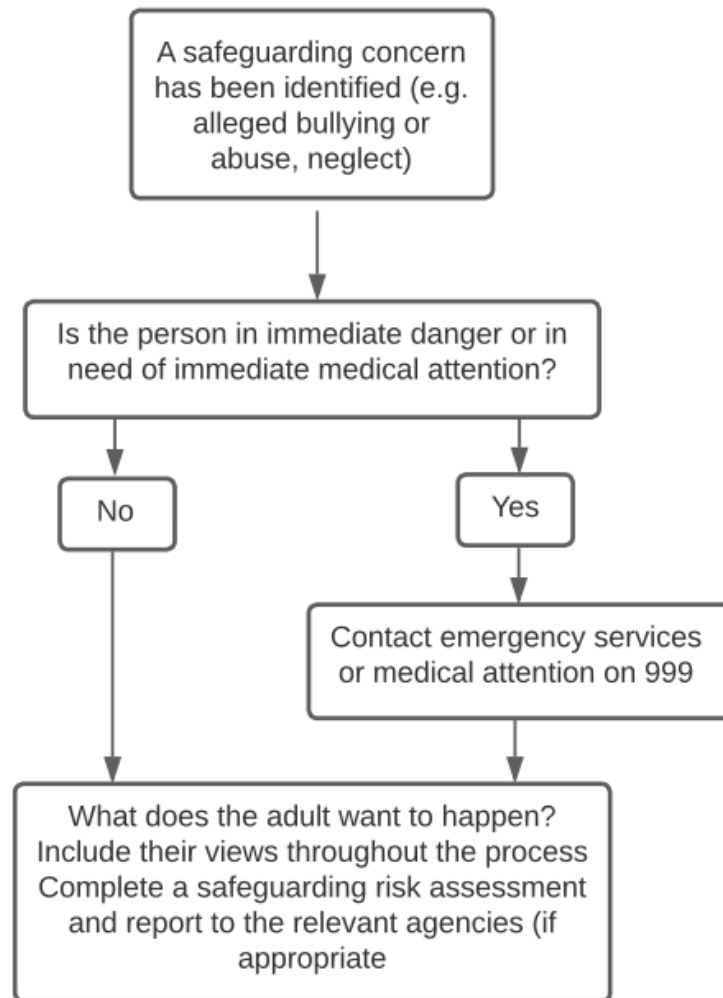 A safeguarding concern
has been identified (e.g.
alleged bullying or
abuse, neglect)
Is the person in immediate danger or in
need of immediate medical attention?
No
Yes
Contact emergency services
or medical attention on 999
What does the adult want to happen?
Include their views throughout the process
Complete a safeguarding risk assessment
and report to the relevant agencies (if
appropriate